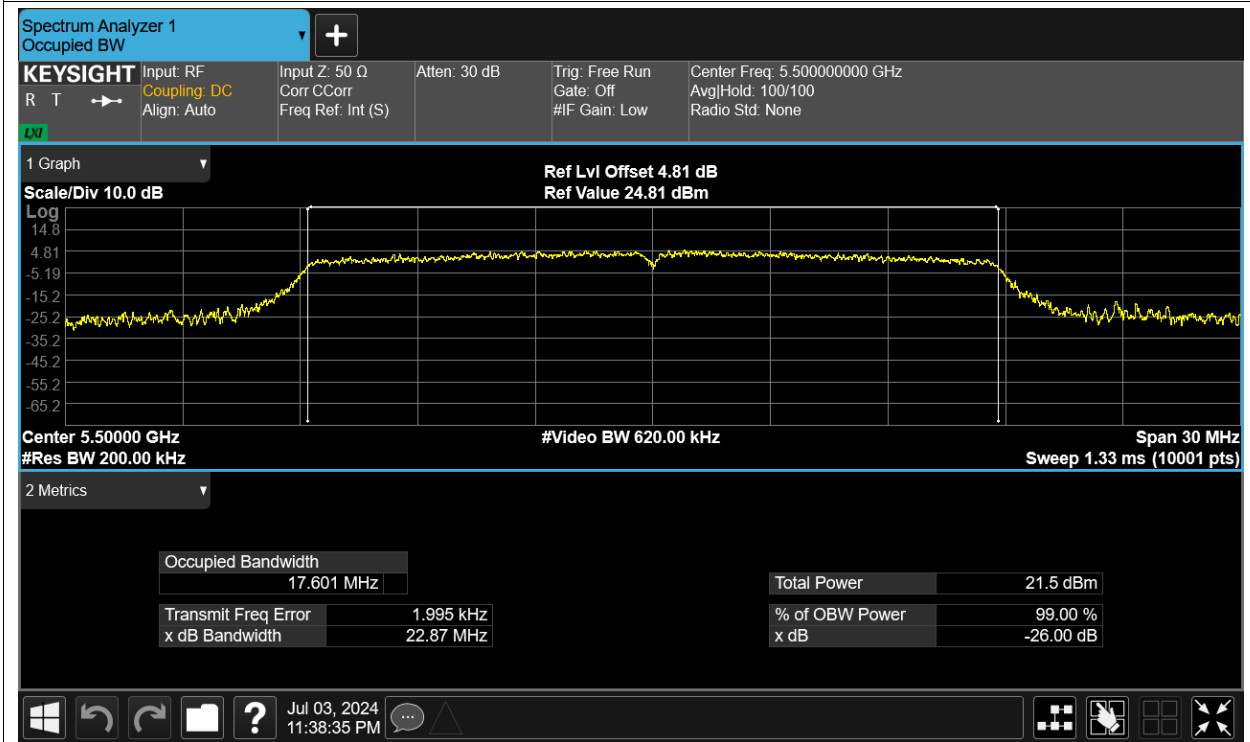 Spectrum Analyzer 1
Occupied BW
KEYSIGHT
R T
LXI
Input: RF
Coupling: DC
Align: Auto
Input Z: 50 Ω
Corr CCorr
Freq Ref: Int (S)
Atten: 30 dB
Trig: Free Run
Gate: Off
#IF Gain: Low
Center Freq: 5.500000000 GHz
Avg|Hold: 100/100
Radio Std: None
1 Graph
Scale/Div 10.0 dB
Ref Lvl Offset 4.81 dB
Ref Value 24.81 dBm
Log
14.8
4.81
-5.19
-15.2
-25.2
-35.2
-45.2
-55.2
-65.2
Center 5.50000 GHz
#Res BW 200.00 kHz
#Video BW 620.00 kHz
Span 30 MHz
Sweep 1.33 ms (10001 pts)
2 Metrics
Occupied Bandwidth
17.601 MHz
Transmit Freq Error 1.995 kHz
x dB Bandwidth 22.87 MHz
Total Power 21.5 dBm
% of OBW Power 99.00 %
x dB -26.00 dB
?
Jul 03, 2024
11:38:35 PM